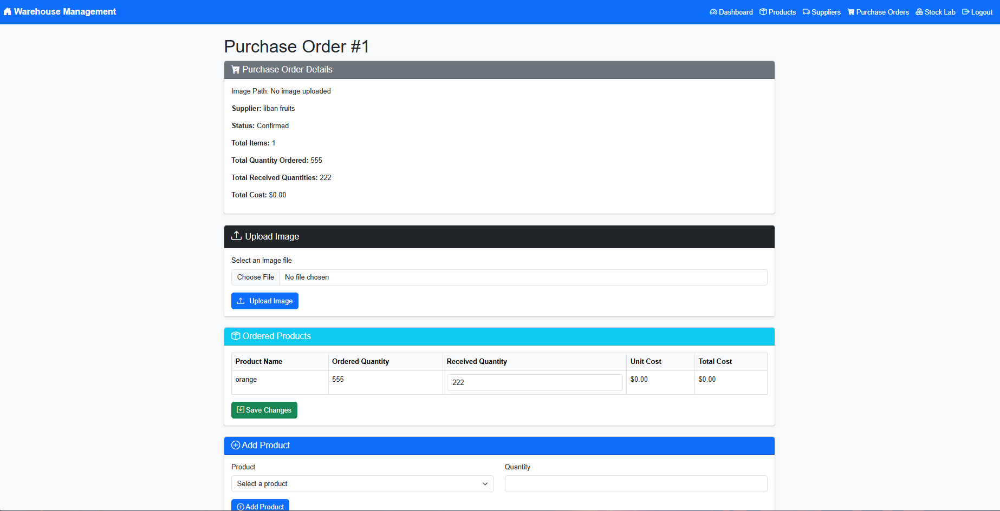 Warehouse Management
Dashboard Products Suppliers Purchase Orders Stock Lab Logout
Purchase Order #1
Purchase Order Details
Image Path: No image uploaded
Supplier: liban fruits
Status: Confirmed
Total Items: 1
Total Quantity Ordered: 555
Total Received Quantities: 222
Total Cost: $0.00
Upload Image
Select an image file
Choose File No file chosen
Upload Image
Ordered Products
Product Name Ordered Quantity Received Quantity Unit Cost Total Cost
orange 555 222 $0.00 $0.00
Save Changes
Add Product
Product Quantity
Select a product
Add Product